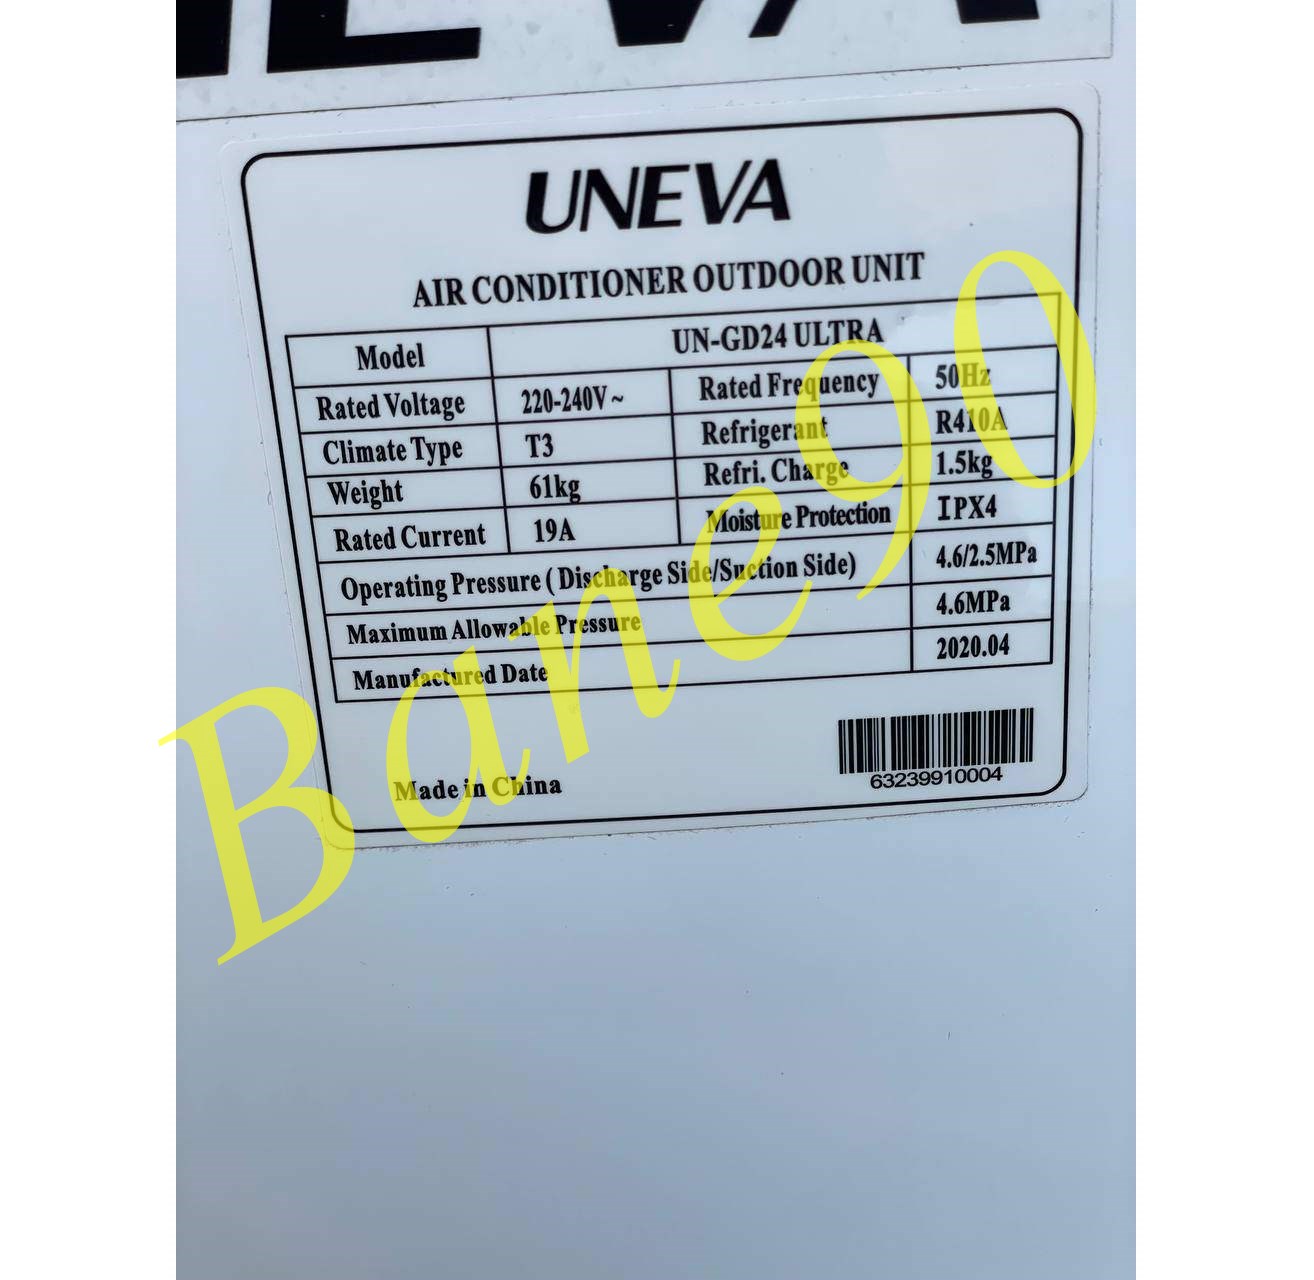 NEVA
UNEVA
AIR CONDITIONER OUTDOOR UNIT
Model UN-GD24 ULTRA
Rated Voltage 220-240V~ Rated Frequency 50Hz
Climate Type T3 Refrigerant R410A
Weight 61kg Refri. Charge 1.5kg
Rated Current 19A Moisture Protection IPX4
Operating Pressure ( Discharge Side/Suction Side) 4.6/2.5MPa
Maximum Allowable Pressure 4.6MPa
Manufactured Date 2020.04
Made in China
63239910004
Bane90